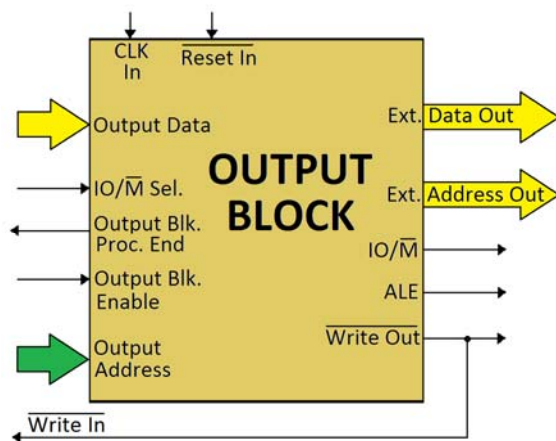 CLK
In
Reset In
Output Data
Ext. Data Out
OUTPUT
BLOCK
IO/M Sel.
Ext. Address Out
Output Blk.
Proc. End
IO/M
Output Blk.
Enable
ALE
Write Out
Output
Address
Write In